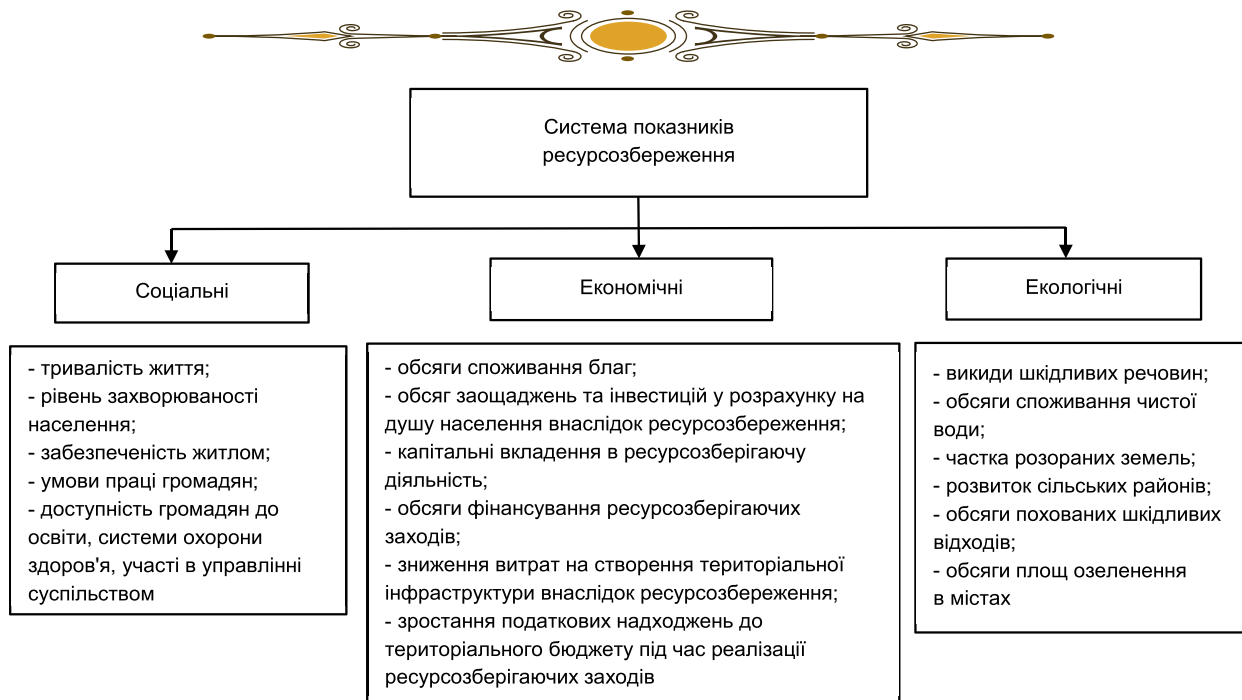 Система показників
ресурсозбереження
Соціальні
Економічні
Екологічні
- тривалість життя;
- рівень захворюваності
населення;
- забезпеченість житлом;
- умови праці громадян;
- доступність громадян до
освіти, системи охорони
здоров'я, участі в управлінні
суспільством
- обсяги споживання благ;
- обсяг заощаджень та інвестицій у розрахунку на
душу населення внаслідок ресурсозбереження;
- капітальні вкладення в ресурсозберігаючу
діяльність;
- обсяги фінансування ресурсозберігаючих
заходів;
- зниження витрат на створення територіальної
інфраструктури внаслідок ресурсозбереження;
- зростання податкових надходжень до
територіального бюджету під час реалізації
ресурсозберігаючих заходів
- викиди шкідливих речовин;
- обсяги споживання чистої
води;
- частка розораних земель;
- розвиток сільських районів;
- обсяги похованих шкідливих
відходів;
- обсяги площ озеленення
в містах